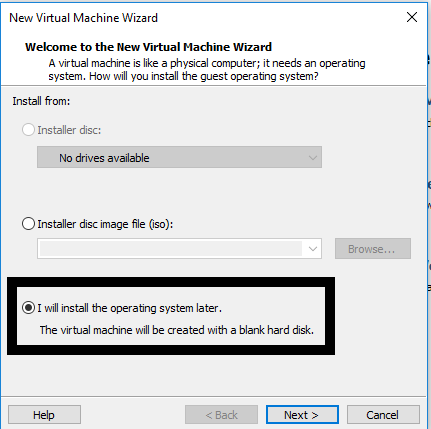 New Virtual Machine Wizard
Welcome to the New Virtual Machine Wizard
A virtual machine is like a physical computer; it needs an operating
system. How will you install the guest operating system?
Install from:
Installer disc:
No drives available
Installer disc image file (iso):
Browse...
I will install the operating system later.
The virtual machine will be created with a blank hard disk.
Help
< Back
Next >
Cancel